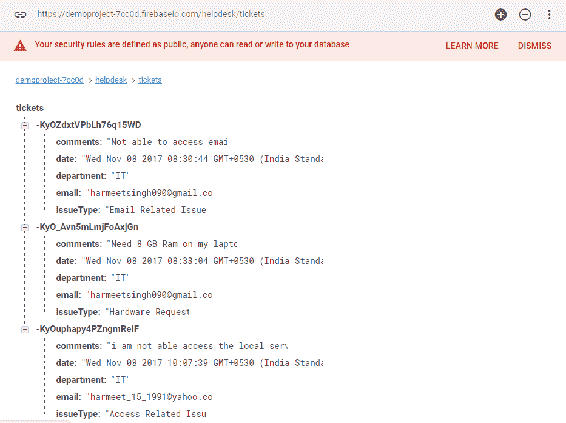 https://demoproject-7cc0d.firebaseio.com/helpdesk/tickets
Your security rules are defined as public, anyone can read or write to your database
LEARN MORE
DISMISS
demoproject-7cc0d > helpdesk > tickets
tickets
-KyOZdxtVPbLh76q15WD
comments: "Not able to access emai
date: "Wed Nov 08 2017 08:30:44 GMT+0530 (India Standa
department: "IT"
email: "harmeetsingh090@gmail.co
issueType: "Email Related Issue
-KyO_Avn5mLmjFoAxjGn
comments: "Need 8 GB Ram on my lapto
date: "Wed Nov 08 2017 08:33:04 GMT+0530 (India Standa
department: "IT"
email: "harmeetsingh090@gmail.co
issueType: "Hardware Request
-KyOuphapy4PZngmRelF
comments: "i am not able access the local serv
date: "Wed Nov 08 2017 10:07:39 GMT+0530 (India Standa
department: "IT"
email: "harmeet_15_1991@yahoo.co
issueType: "Access Related Issu